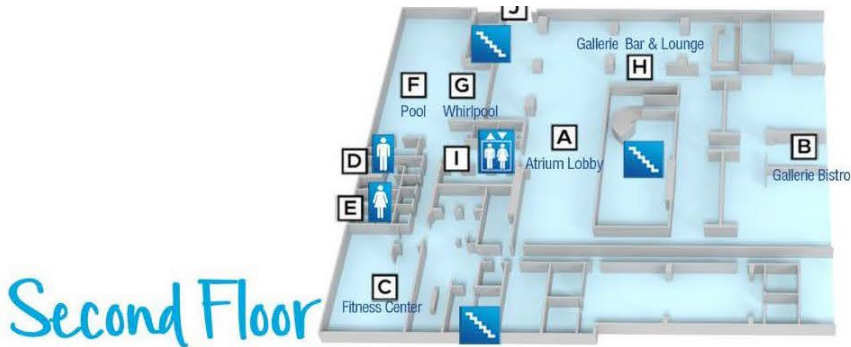 J
Gallerie Bar & Lounge
H
F
Pool
G
Whirlpool
A
Atrium Lobby
B
Gallerie Bistro
D
I
E
C
Fitness Center
Second Floor